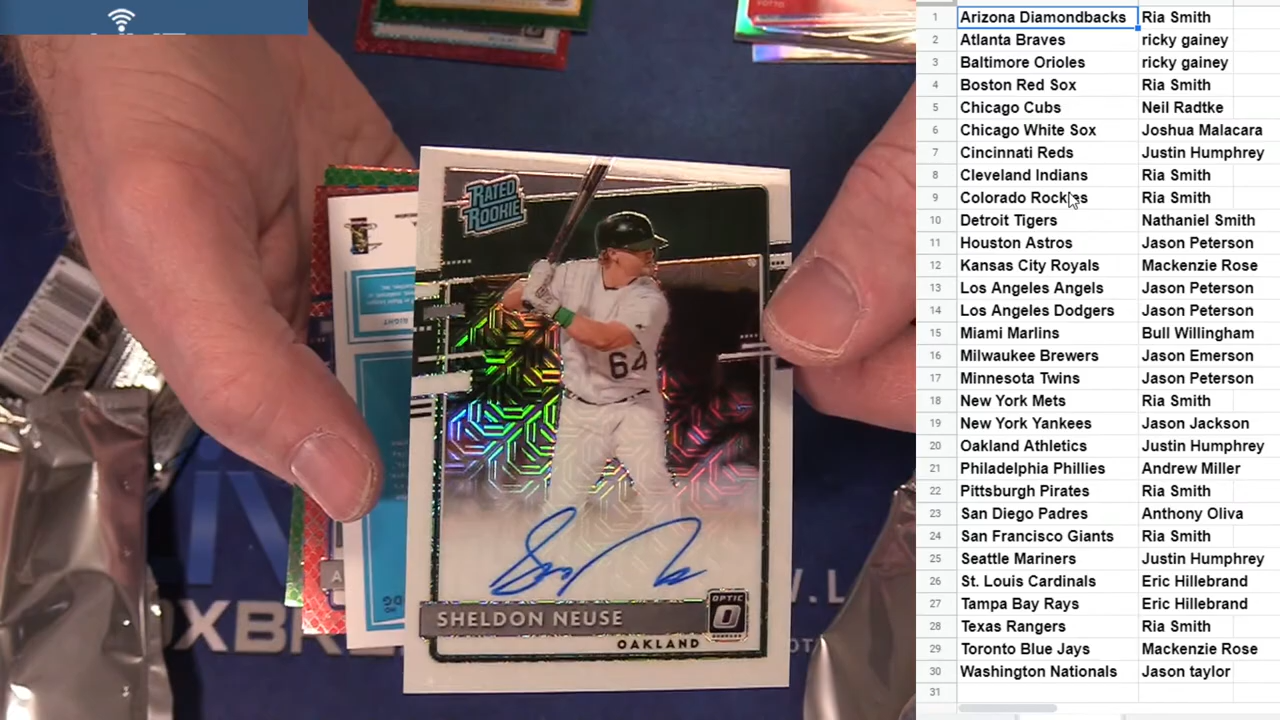 VOTTO
RATED
ROOKIE
64
SHELDON NEUSE
OPTIC
OAKLAND
RIGHT
OXB
W.L
1 Arizona Diamondbacks Ria Smith
2 Atlanta Braves ricky gainey
3 Baltimore Orioles ricky gainey
4 Boston Red Sox Ria Smith
5 Chicago Cubs Neil Radtke
6 Chicago White Sox Joshua Malacara
7 Cincinnati Reds Justin Humphrey
8 Cleveland Indians Ria Smith
9 Colorado Rockies Ria Smith
10 Detroit Tigers Nathaniel Smith
11 Houston Astros Jason Peterson
12 Kansas City Royals Mackenzie Rose
13 Los Angeles Angels Jason Peterson
14 Los Angeles Dodgers Jason Peterson
15 Miami Marlins Bull Willingham
16 Milwaukee Brewers Jason Emerson
17 Minnesota Twins Jason Peterson
18 New York Mets Ria Smith
19 New York Yankees Jason Jackson
20 Oakland Athletics Justin Humphrey
21 Philadelphia Phillies Andrew Miller
22 Pittsburgh Pirates Ria Smith
23 San Diego Padres Anthony Oliva
24 San Francisco Giants Ria Smith
25 Seattle Mariners Justin Humphrey
26 St. Louis Cardinals Eric Hillebrand
27 Tampa Bay Rays Eric Hillebrand
28 Texas Rangers Ria Smith
29 Toronto Blue Jays Mackenzie Rose
30 Washington Nationals Jason taylor
31